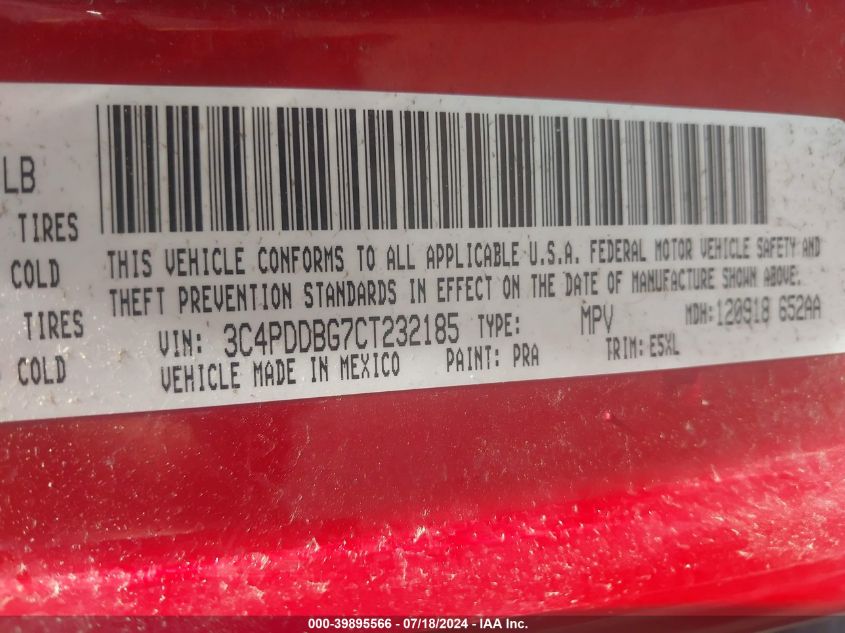 LB
TIRES
COLD
TIRES
COLD
THIS VEHICLE CONFORMS TO ALL APPLICABLE U.S.A. FEDERAL MOTOR VEHICLE SAFETY AND
THEFT PREVENTION STANDARDS IN EFFECT ON THE DATE OF MANUFACTURE SHOWN ABOVE.
VIN: 3C4PDDBG7CT232185 TYPE: MPV MDH: 120918 652AA
VEHICLE MADE IN MEXICO PAINT: PRA TRIM: E5XL
000-39895566 - 07/18/2024 - IAA Inc.